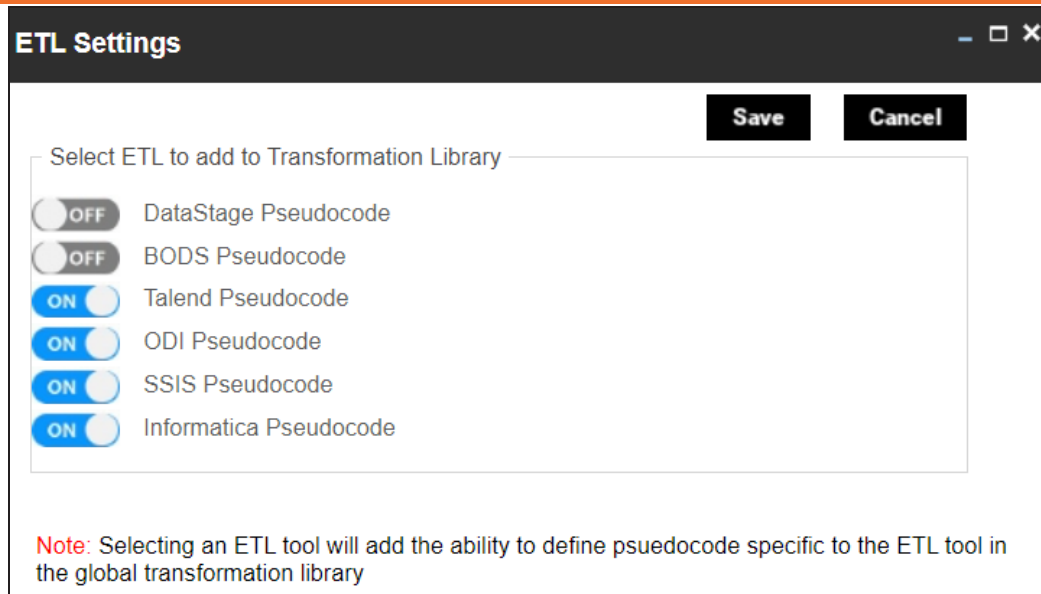 ETL Settings
Save Cancel
Select ETL to add to Transformation Library
OFF DataStage Pseudocode
OFF BODS Pseudocode
ON Talend Pseudocode
ON ODI Pseudocode
ON SSIS Pseudocode
ON Informatica Pseudocode
Note: Selecting an ETL tool will add the ability to define psuedocode specific to the ETL tool in
the global transformation library